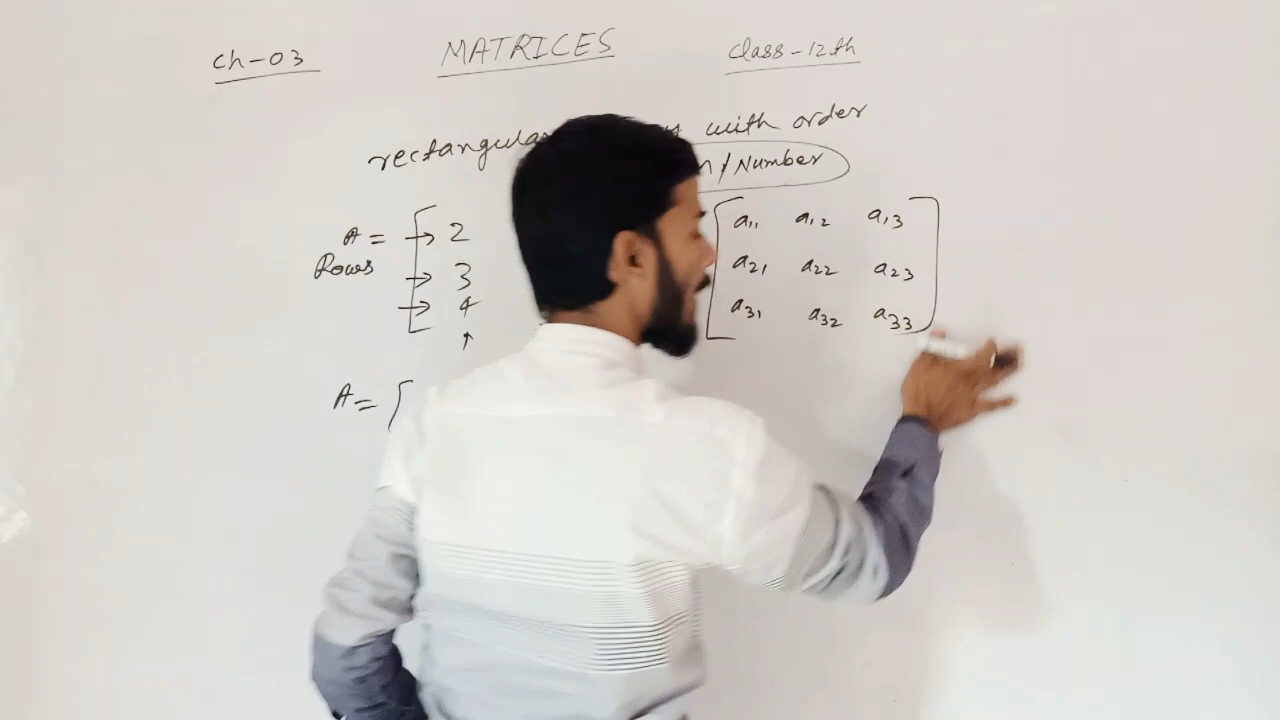 Ch-03 MATRICES Class-12th
rectangular with order
/Number
A = → 2
Rows → 3
→ 4
↑
a11 a12 a13
a21 a22 a23
a31 a32 a33
A = [